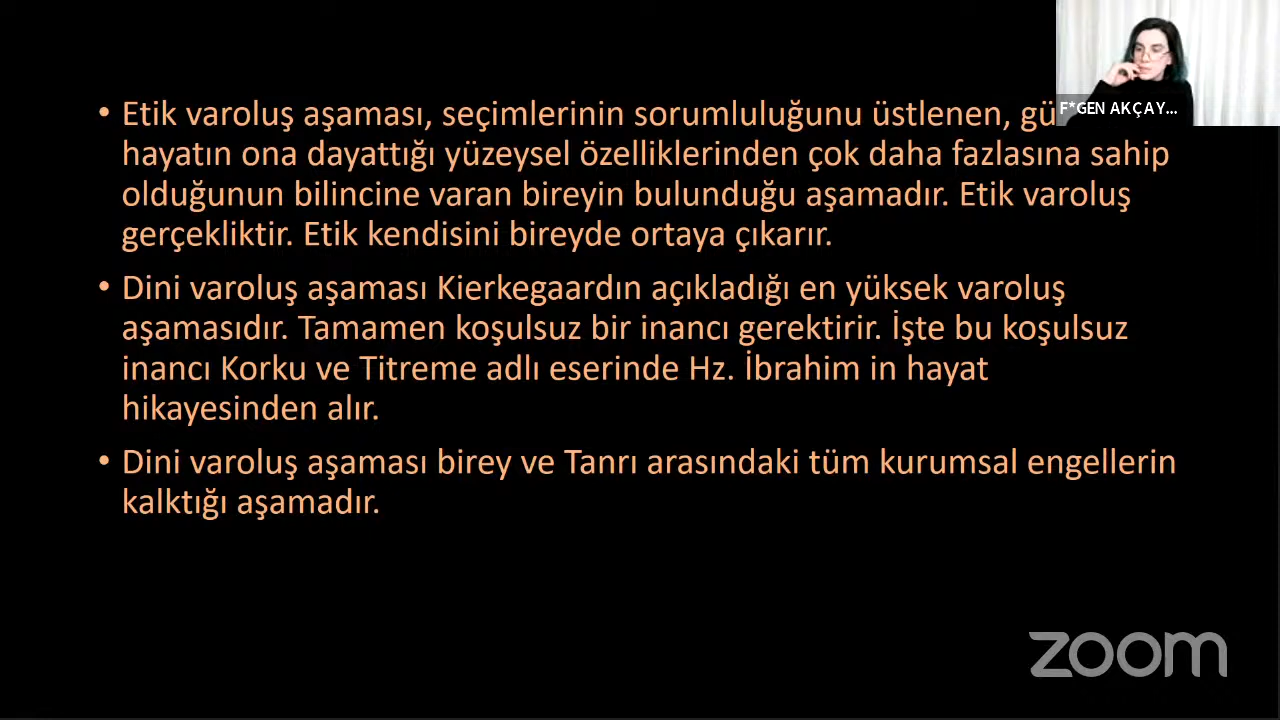 • Etik varoluş aşaması, seçimlerinin sorumluluğunu üstlenen, gü
hayatın ona dayattığı yüzeysel özelliklerinden çok daha fazlasına sahip
olduğunun bilincine varan bireyin bulunduğu aşamadır. Etik varoluş
gerçekliktir. Etik kendisini bireyde ortaya çıkarır.
• Dini varoluş aşaması Kierkegaardın açıkladığı en yüksek varoluş
aşamasıdır. Tamamen koşulsuz bir inancı gerektirir. İşte bu koşulsuz
inancı Korku ve Titreme adlı eserinde Hz. İbrahim in hayat
hikayesinden alır.
• Dini varoluş aşaması birey ve Tanrı arasındaki tüm kurumsal engellerin
kalktığı aşamadır.
F*GEN AKÇAY...
zoom